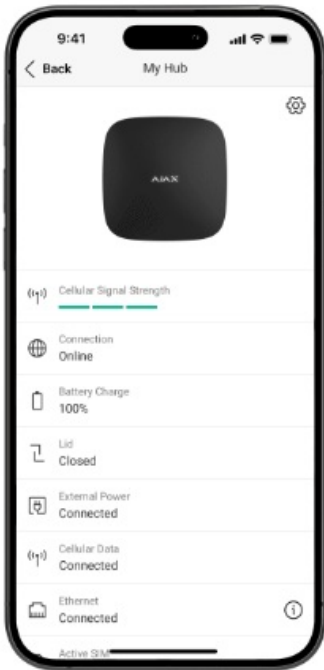 9:41
Back My Hub
AJAX
Cellular Signal Strength
Connection
Online
Battery Charge
100%
Lid
Closed
External Power
Connected
Cellular Data
Connected
Ethernet
Connected
Active SIM